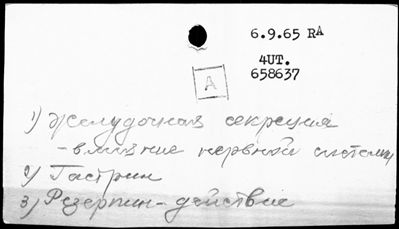 6.9.65 RA
4UT.
658637
A
1) Желудочная секреция
- влияние нервной системы
2) Гастрин
3) Резерпин - действие